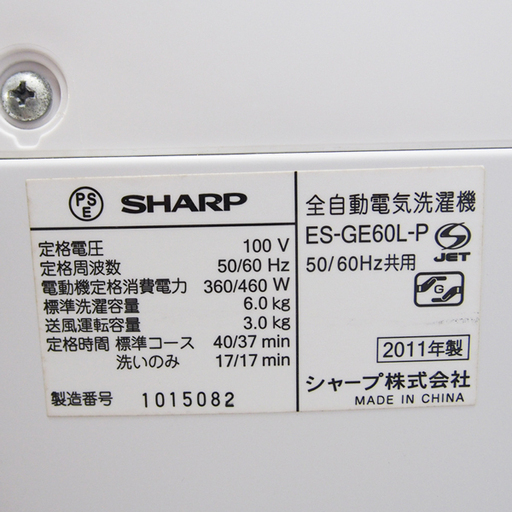 PS
E
SHARP
定格電圧 100 V
定格周波数 50/60 Hz
電動機定格消費電力 360/460 W
標準洗濯容量 6.0 kg
送風運転容量 3.0 kg
定格時間 標準コース 40/37 min
洗いのみ 17/17 min
製造番号 1015082
全自動電気洗濯機
ES-GE60L-P
JET
50/60Hz共用
G
2011年製
シャープ株式会社
MADE IN CHINA